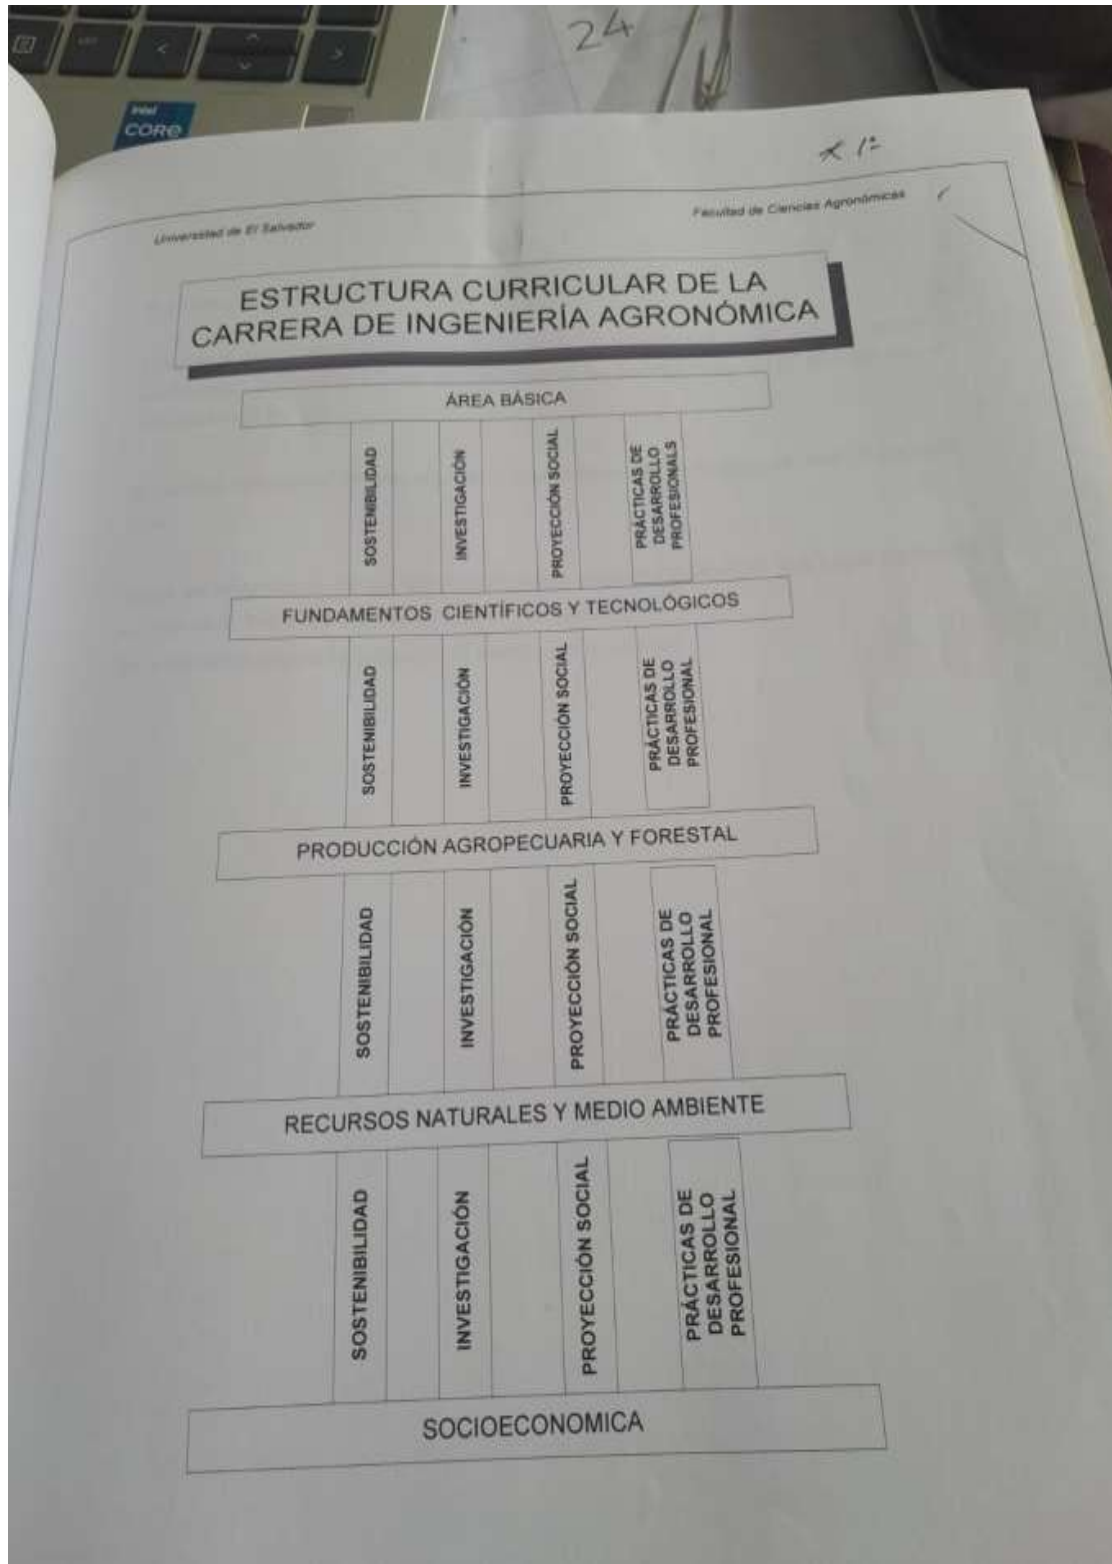 24
intel
CORE
x 1º
Universidad de El Salvador
Facultad de Ciencias Agronómicas
ESTRUCTURA CURRICULAR DE LA
CARRERA DE INGENIERÍA AGRONÓMICA
ÁREA BÁSICA
SOSTENIBILIDAD
INVESTIGACIÓN
PROYECCIÓN SOCIAL
PRÁCTICAS DE
DESARROLLO
PROFESIONALS
FUNDAMENTOS CIENTÍFICOS Y TECNOLÓGICOS
SOSTENIBILIDAD
INVESTIGACIÓN
PROYECCIÓN SOCIAL
PRÁCTICAS DE
DESARROLLO
PROFESIONAL
PRODUCCIÓN AGROPECUARIA Y FORESTAL
SOSTENIBILIDAD
INVESTIGACIÓN
PROYECCIÓN SOCIAL
PRÁCTICAS DE
DESARROLLO
PROFESIONAL
RECURSOS NATURALES Y MEDIO AMBIENTE
SOSTENIBILIDAD
INVESTIGACIÓN
PROYECCIÓN SOCIAL
PRÁCTICAS DE
DESARROLLO
PROFESIONAL
SOCIOECONOMICA